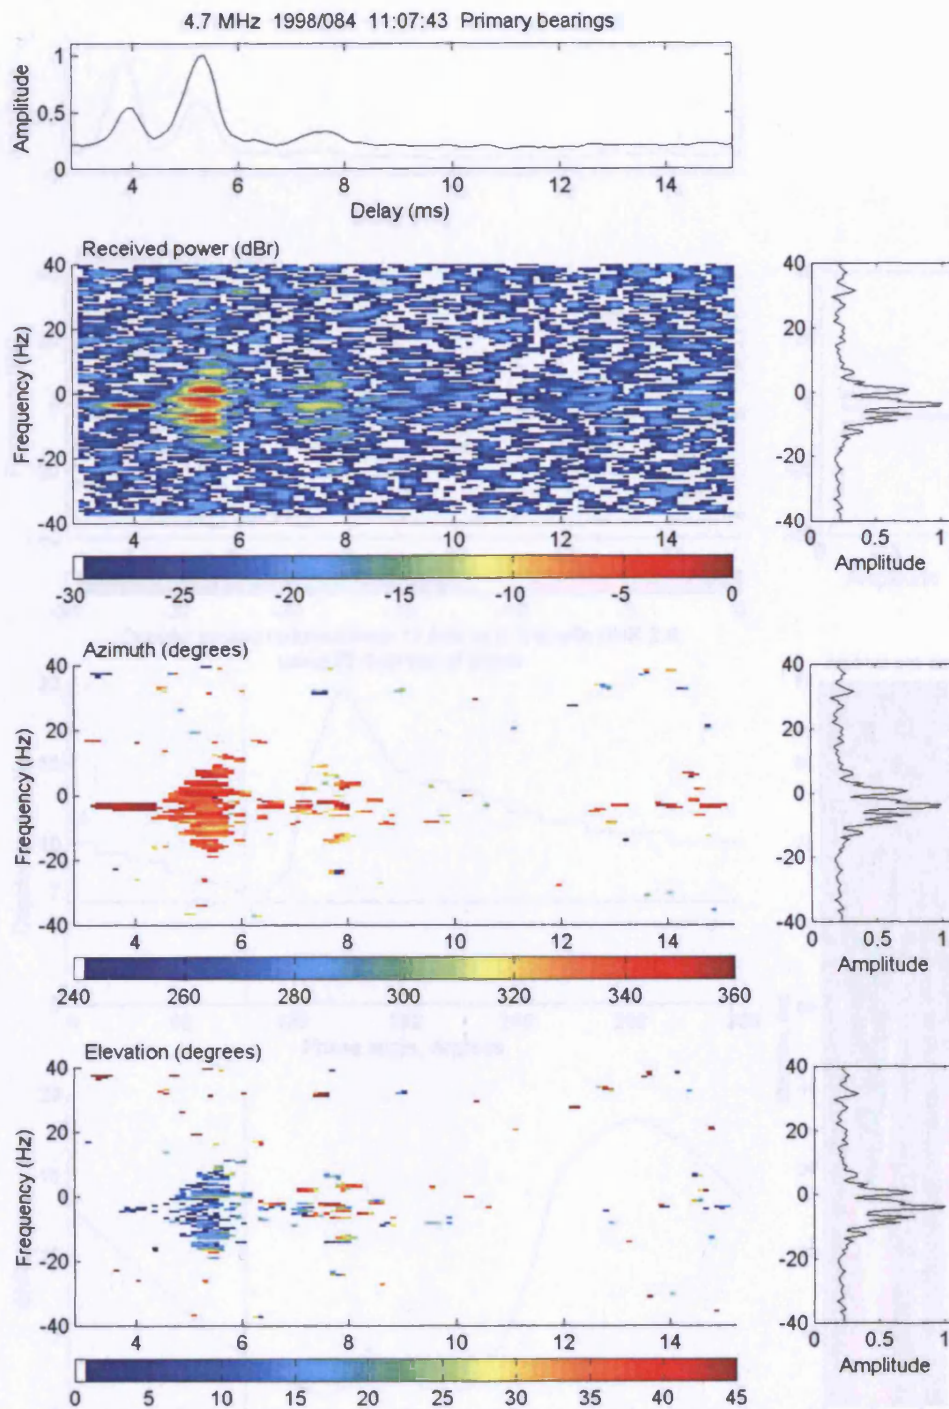 4.7 MHz 1998/084 11:07:43 Primary bearings
Amplitude
1
0.5
0
4 6 8 10 12 14
Delay (ms)
Received power (dBr)
Frequency (Hz)
40
20
0
-20
-40
40
20
0
-20
-40
0 0.5 1
Amplitude
-30 -25 -20 -15 -10 -5 0
Azimuth (degrees)
Frequency (Hz)
40
20
0
-20
-40
4 6 8 10 12 14
40
20
0
-20
-40
0 0.5 1
Amplitude
240 260 280 300 320 340 360
Elevation (degrees)
Frequency (Hz)
40
20
0
-20
-40
4 6 8 10 12 14
40
20
0
-20
-40
0 0.5 1
Amplitude
0 5 10 15 20 25 30 35 40 45